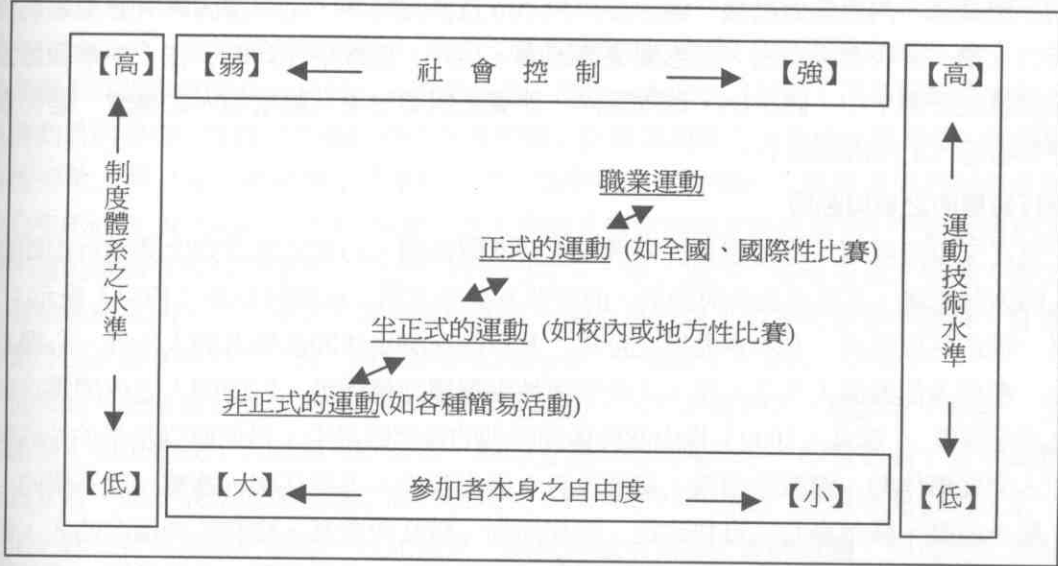 【高】 【弱】 社會控制 【強】 【高】
制度體系之水準
職業運動
正式的運動 (如全國、國際性比賽)
半正式的運動 (如校內或地方性比賽)
非正式的運動(如各種簡易活動)
運動技術水準
【低】 【大】 參加者本身之自由度 【小】 【低】